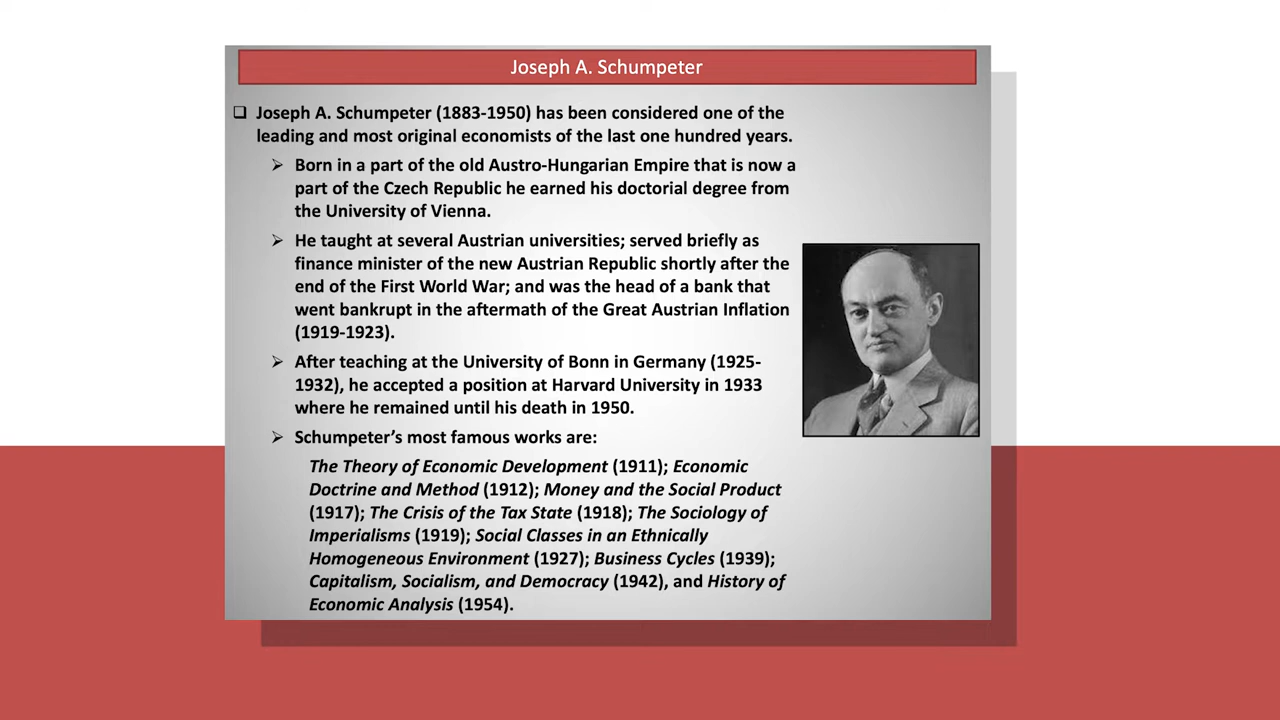 Joseph A. Schumpeter
Joseph A. Schumpeter (1883-1950) has been considered one of the
leading and most original economists of the last one hundred years.
Born in a part of the old Austro-Hungarian Empire that is now a
part of the Czech Republic he earned his doctorial degree from
the University of Vienna.
He taught at several Austrian universities; served briefly as
finance minister of the new Austrian Republic shortly after the
end of the First World War; and was the head of a bank that
went bankrupt in the aftermath of the Great Austrian Inflation
(1919-1923).
After teaching at the University of Bonn in Germany (1925-
1932), he accepted a position at Harvard University in 1933
where he remained until his death in 1950.
Schumpeter’s most famous works are:
The Theory of Economic Development (1911); Economic
Doctrine and Method (1912); Money and the Social Product
(1917); The Crisis of the Tax State (1918); The Sociology of
Imperialisms (1919); Social Classes in an Ethnically
Homogeneous Environment (1927); Business Cycles (1939);
Capitalism, Socialism, and Democracy (1942), and History of
Economic Analysis (1954).